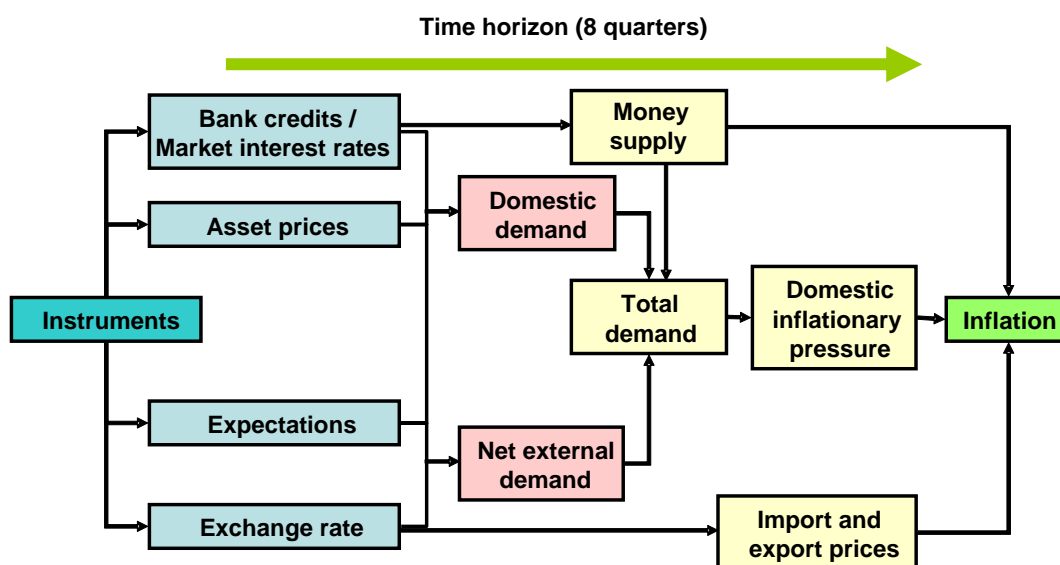 Time horizon (8 quarters)
Bank credits /
Market interest rates
Money
supply
Asset prices
Domestic
demand
Instruments
Total
demand
Domestic
inflationary
pressure
Inflation
Expectations
Net external
demand
Exchange rate
Import and
export prices